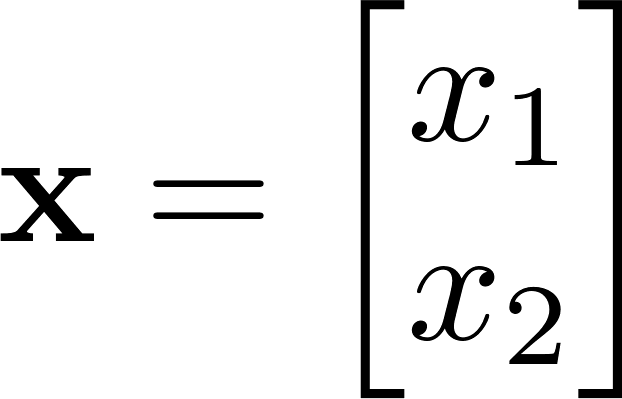 𝐱 = [x₁
x₂]